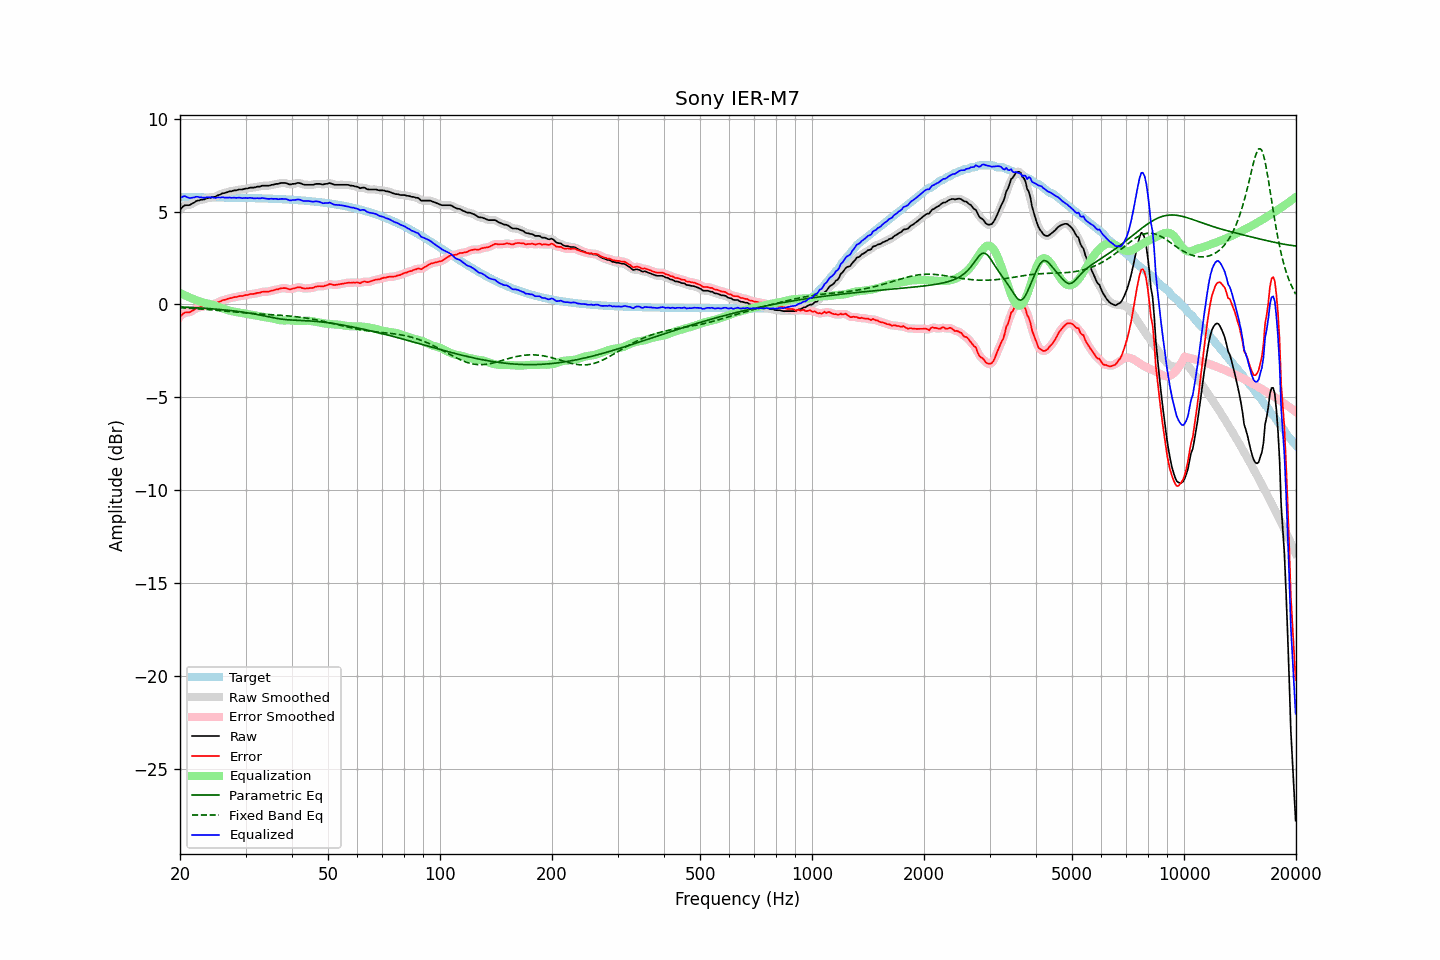 Sony IER-M7
10
5
0
−5
−10
−15
−20
−25
Amplitude (dBr)
Target
Raw Smoothed
Error Smoothed
Raw
Error
Equalization
Parametric Eq
Fixed Band Eq
Equalized
20 50 100 200 500 1000 2000 5000 10000 20000
Frequency (Hz)